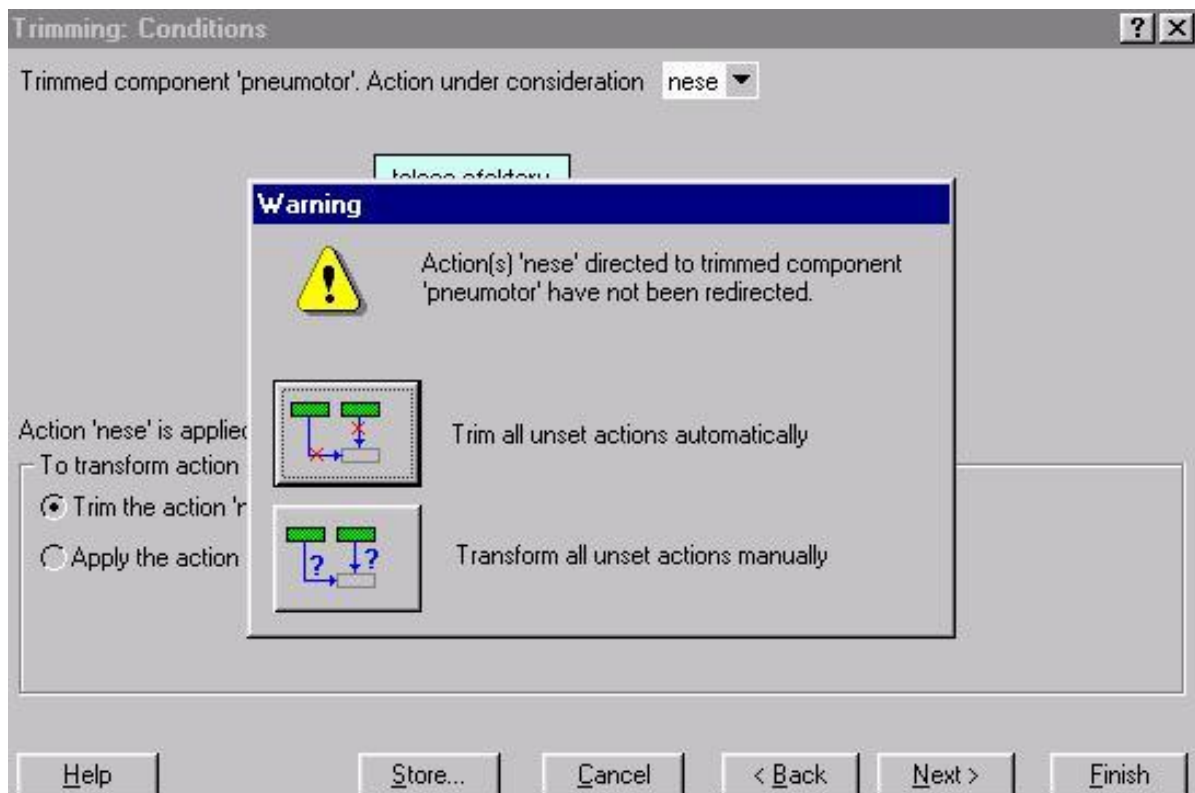 Trimming: Conditions
Trimmed component 'pneumotor'. Action under consideration nese
Warning
Action(s) 'nese' directed to trimmed component
'pneumotor' have not been redirected.
Trim all unset actions automatically
Action 'nese' is applied
To transform action
Trim the action
Apply the action
? ?
Transform all unset actions manually
Help Store... Cancel < Back Next > Finish